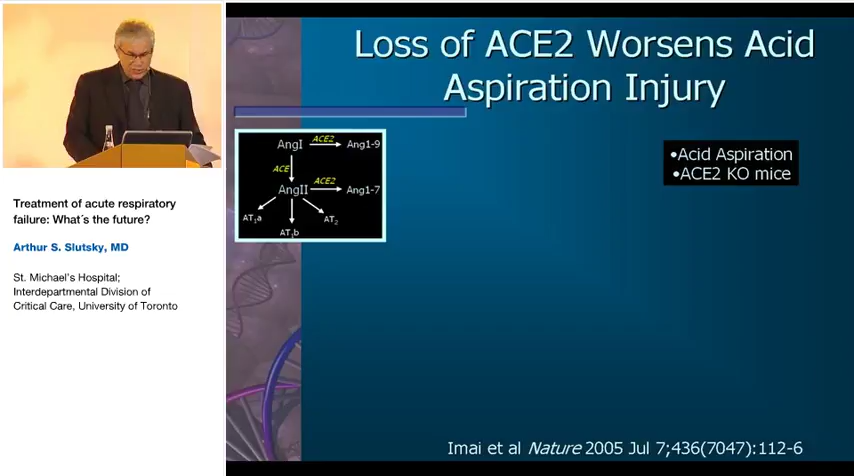 Loss of ACE2 Worsens Acid
Aspiration Injury
AngI
ACE2
Ang1-9
ACE
AngII
ACE2
Ang1-7
AT1a
AT2
AT1b
•Acid Aspiration
•ACE2 KO mice
Treatment of acute respiratory
failure: What´s the future?
Arthur S. Slutsky, MD
St. Michael's Hospital;
Interdepartmental Division of
Critical Care, University of Toronto
Imai et al Nature 2005 Jul 7;436(7047):112-6